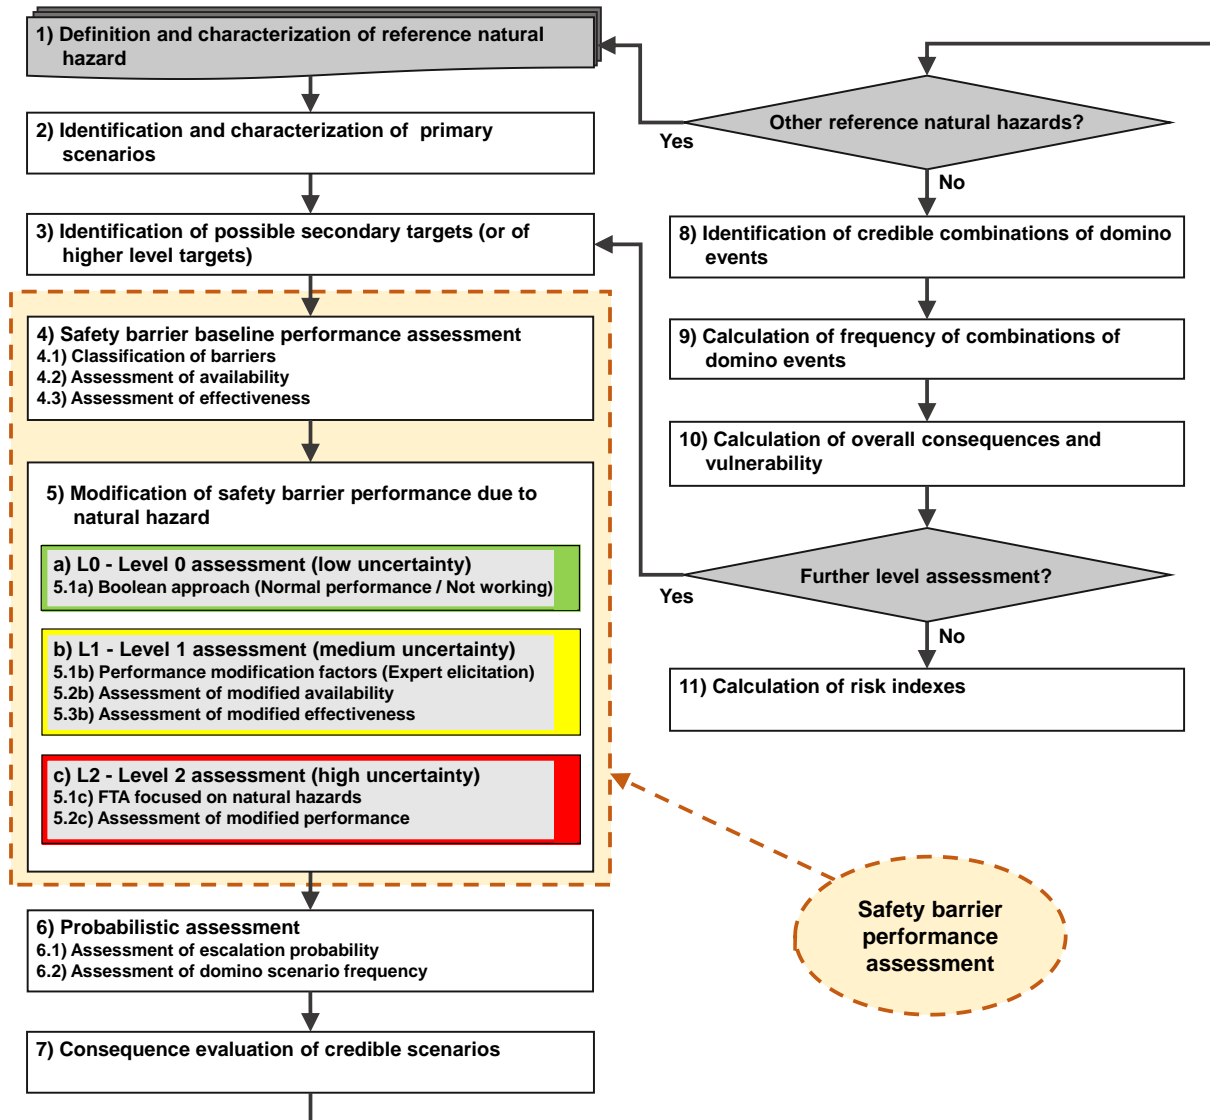 1) Definition and characterization of reference natural
hazard
2) Identification and characterization of primary
scenarios
3) Identification of possible secondary targets (or of
higher level targets)
4) Safety barrier baseline performance assessment
4.1) Classification of barriers
4.2) Assessment of availability
4.3) Assessment of effectiveness
5) Modification of safety barrier performance due to
natural hazard
a) L0 - Level 0 assessment (low uncertainty)
5.1a) Boolean approach (Normal performance / Not working)
b) L1 - Level 1 assessment (medium uncertainty)
5.1b) Performance modification factors (Expert elicitation)
5.2b) Assessment of modified availability
5.3b) Assessment of modified effectiveness
c) L2 - Level 2 assessment (high uncertainty)
5.1c) FTA focused on natural hazards
5.2c) Assessment of modified performance
6) Probabilistic assessment
6.1) Assessment of escalation probability
6.2) Assessment of domino scenario frequency
7) Consequence evaluation of credible scenarios
Other reference natural hazards?
Yes
No
8) Identification of credible combinations of domino
events
9) Calculation of frequency of combinations of
domino events
10) Calculation of overall consequences and
vulnerability
Further level assessment?
Yes
No
11) Calculation of risk indexes
Safety barrier
performance
assessment